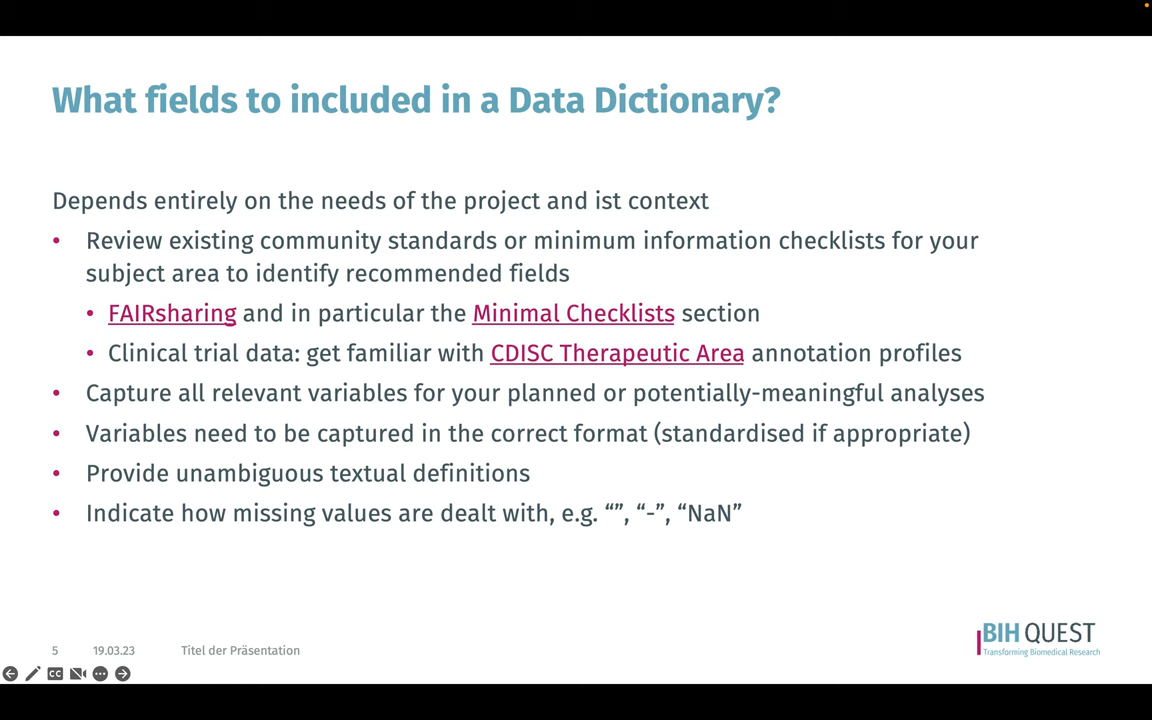 What fields to included in a Data Dictionary?
Depends entirely on the needs of the project and ist context
• Review existing community standards or minimum information checklists for your
subject area to identify recommended fields
• FAIRsharing and in particular the Minimal Checklists section
• Clinical trial data: get familiar with CDISC Therapeutic Area annotation profiles
• Capture all relevant variables for your planned or potentially-meaningful analyses
• Variables need to be captured in the correct format (standardised if appropriate)
• Provide unambiguous textual definitions
• Indicate how missing values are dealt with, e.g. “”, “-”, “NaN”
BIH QUEST
Transforming Biomedical Research
5 19.03.23 Titel der Präsentation
CC